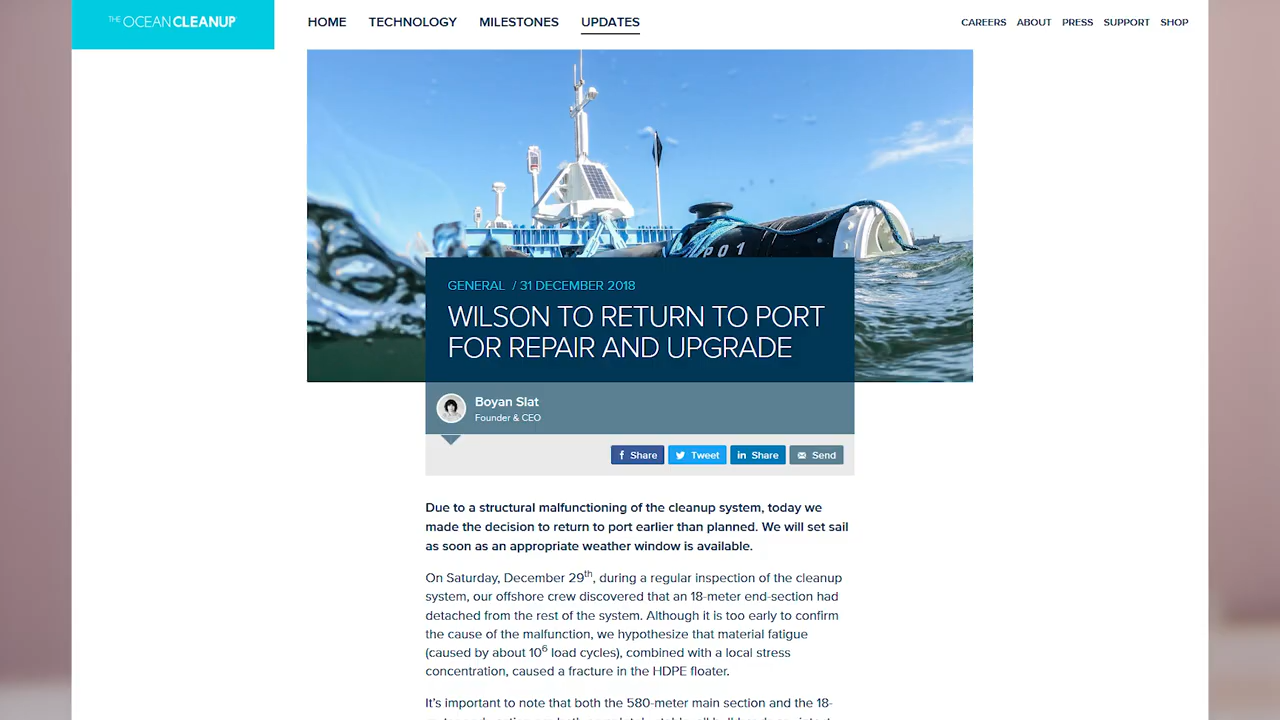 THE OCEAN CLEANUP
HOME TECHNOLOGY MILESTONES UPDATES
CAREERS ABOUT PRESS SUPPORT SHOP
P01
GENERAL / 31 DECEMBER 2018
WILSON TO RETURN TO PORT
FOR REPAIR AND UPGRADE
Boyan Slat
Founder & CEO
Share Tweet in Share Send
Due to a structural malfunctioning of the cleanup system, today we
made the decision to return to port earlier than planned. We will set sail
as soon as an appropriate weather window is available.
On Saturday, December 29th, during a regular inspection of the cleanup
system, our offshore crew discovered that an 18-meter end-section had
detached from the rest of the system. Although it is too early to confirm
the cause of the malfunction, we hypothesize that material fatigue
(caused by about 10⁶ load cycles), combined with a local stress
concentration, caused a fracture in the HDPE floater.
It's important to note that both the 580-meter main section and the 18-